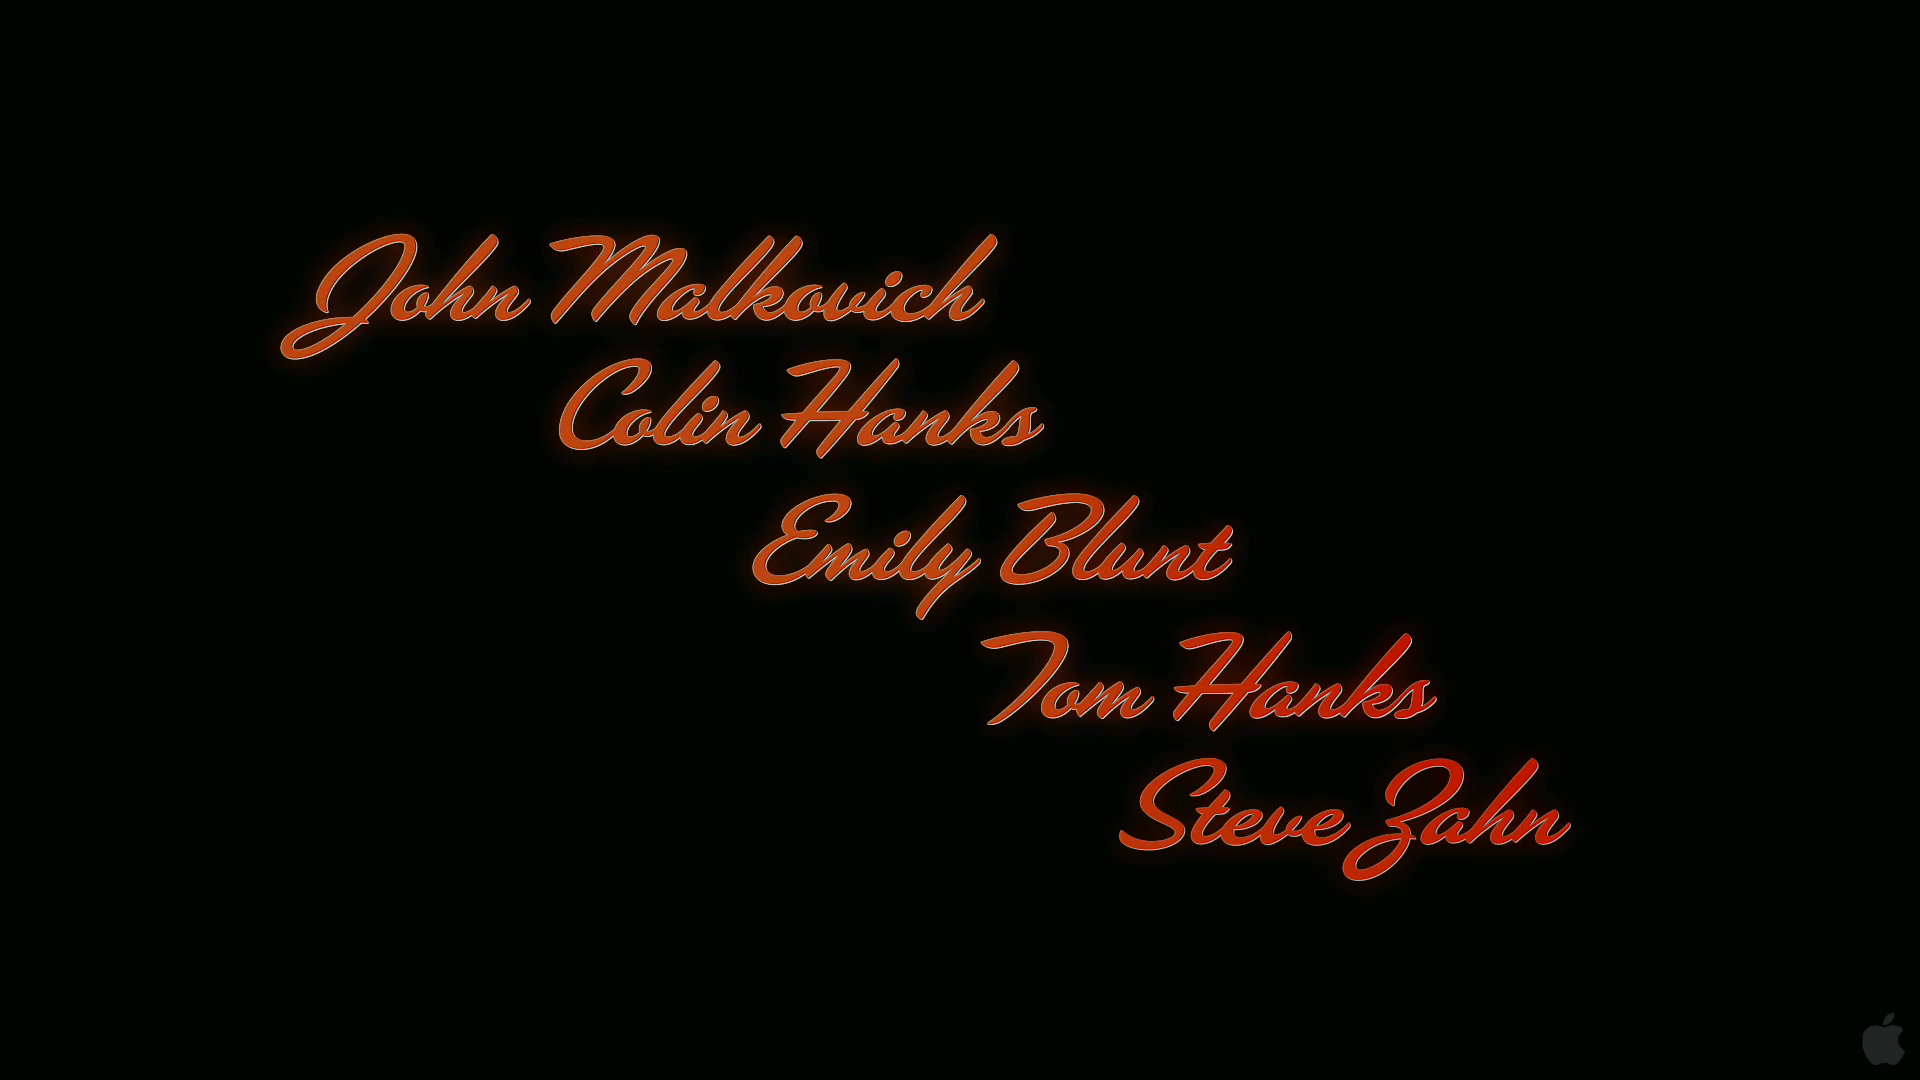 John Malkovich
Colin Hanks
Emily Blunt
Tom Hanks
Steve Zahn